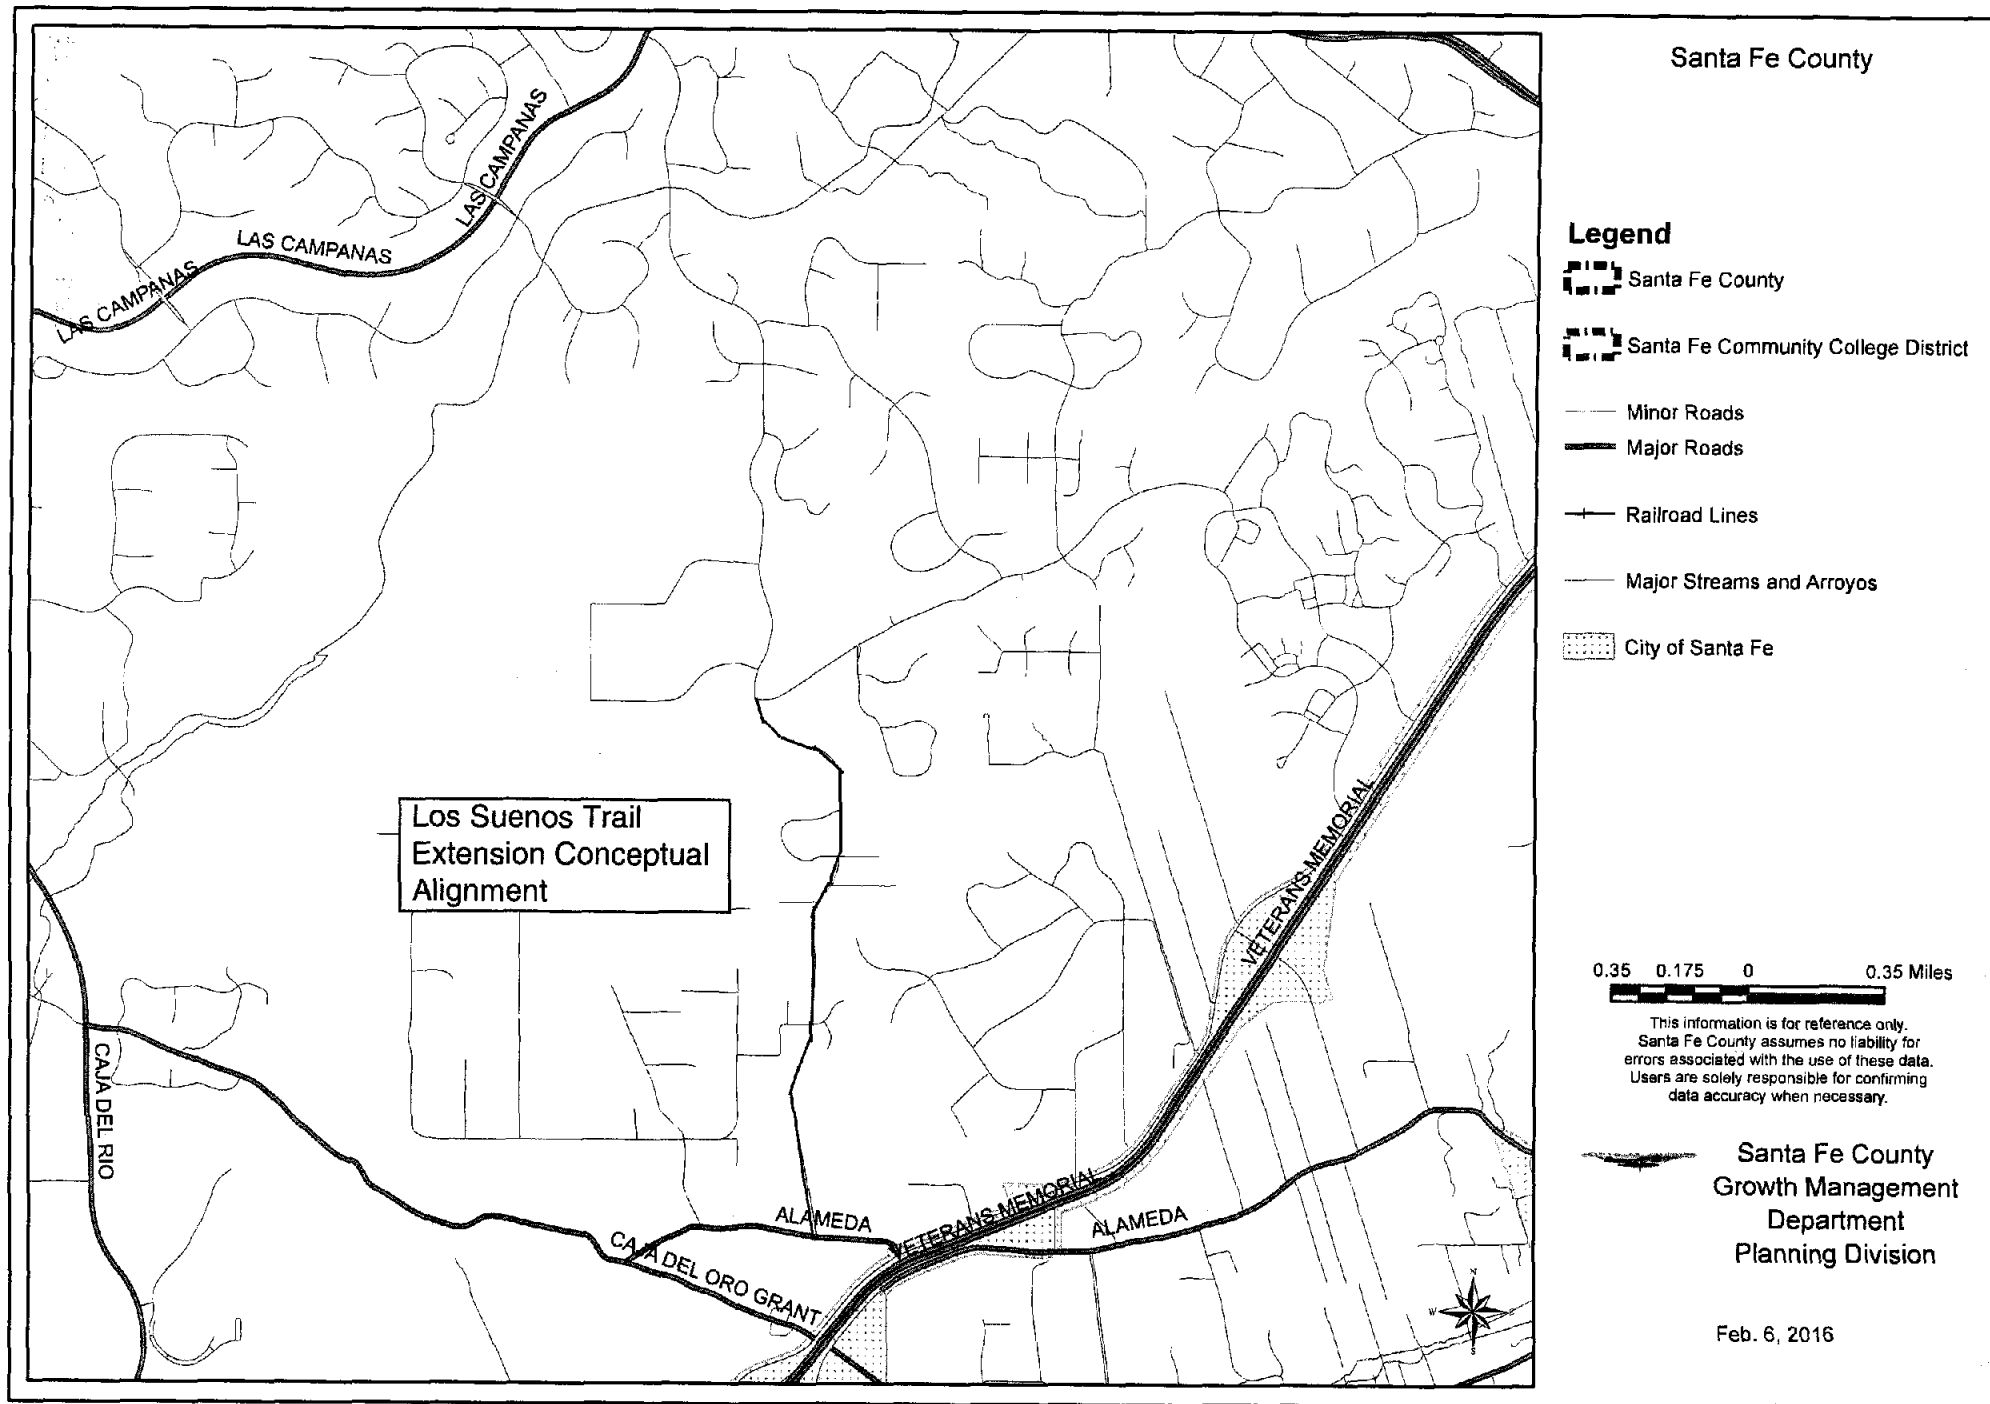 Santa Fe County
LAS CAMPANAS
LAS CAMPANAS
LAS CAMPANAS
Legend
Santa Fe County
Santa Fe Community College District
Minor Roads
Major Roads
Railroad Lines
Major Streams and Arroyos
City of Santa Fe
Los Suenos Trail
Extension Conceptual
Alignment
VETERANS MEMORIAL
VETERANS MEMORIAL
VETERANS MEMORIAL
CAJA DEL RIO
ALAMEDA
ALAMEDA
CAJA DEL ORO GRANT
0.35 0.175 0 0.35 Miles
This information is for reference only.
Santa Fe County assumes no liability for
errors associated with the use of these data.
Users are solely responsible for confirming
data accuracy when necessary.
Santa Fe County
Growth Management
Department
Planning Division
N
W
S
Feb. 6, 2016